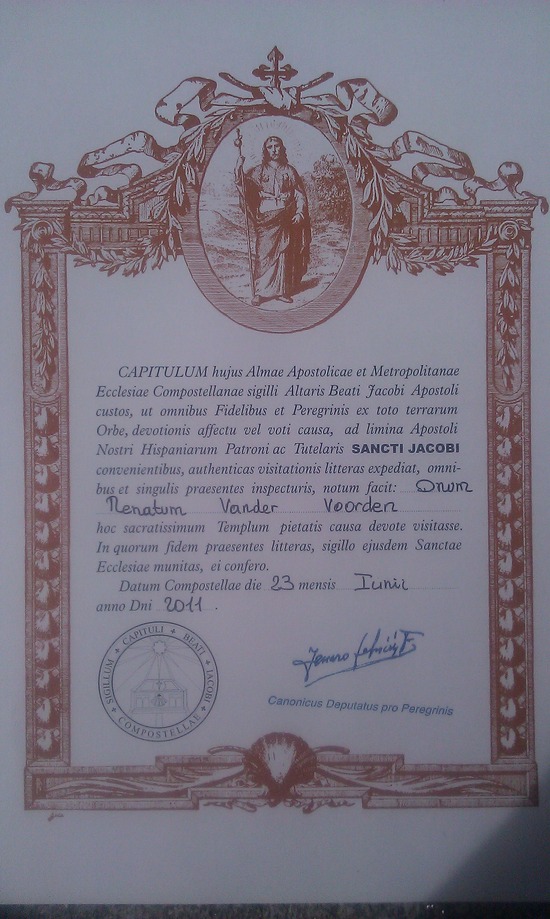 CAPITULUM hujus Almae Apostolicae et Metropolitanae
Ecclesiae Compostellanae sigilli Altaris Beati Jacobi Apostoli
custos, ut omnibus Fidelibus et Peregrinis ex toto terrarum
Orbe, devotionis affectu vel voti causa, ad limina Apostoli
Nostri Hispaniarum Patroni ac Tutelaris SANCTI JACOBI
convenientibus, authenticas visitationis litteras expediat, omni-
bus et singulis praesentes inspecturis, notum facit: Dnum
Renatum Vander Voorden
hoc sacratissimum Templum pietatis causa devote visitasse.
In quorum fidem praesentes litteras, sigillo ejusdem Sanctae
Ecclesiae munitas, ei confero.
Datum Compostellae die 23 mensis Iunii
anno Dni 2011.
SIGILLUM CAPITULI BEATI IACOBI COMPOSTELLAE
Canonicus Deputatus pro Peregrinis